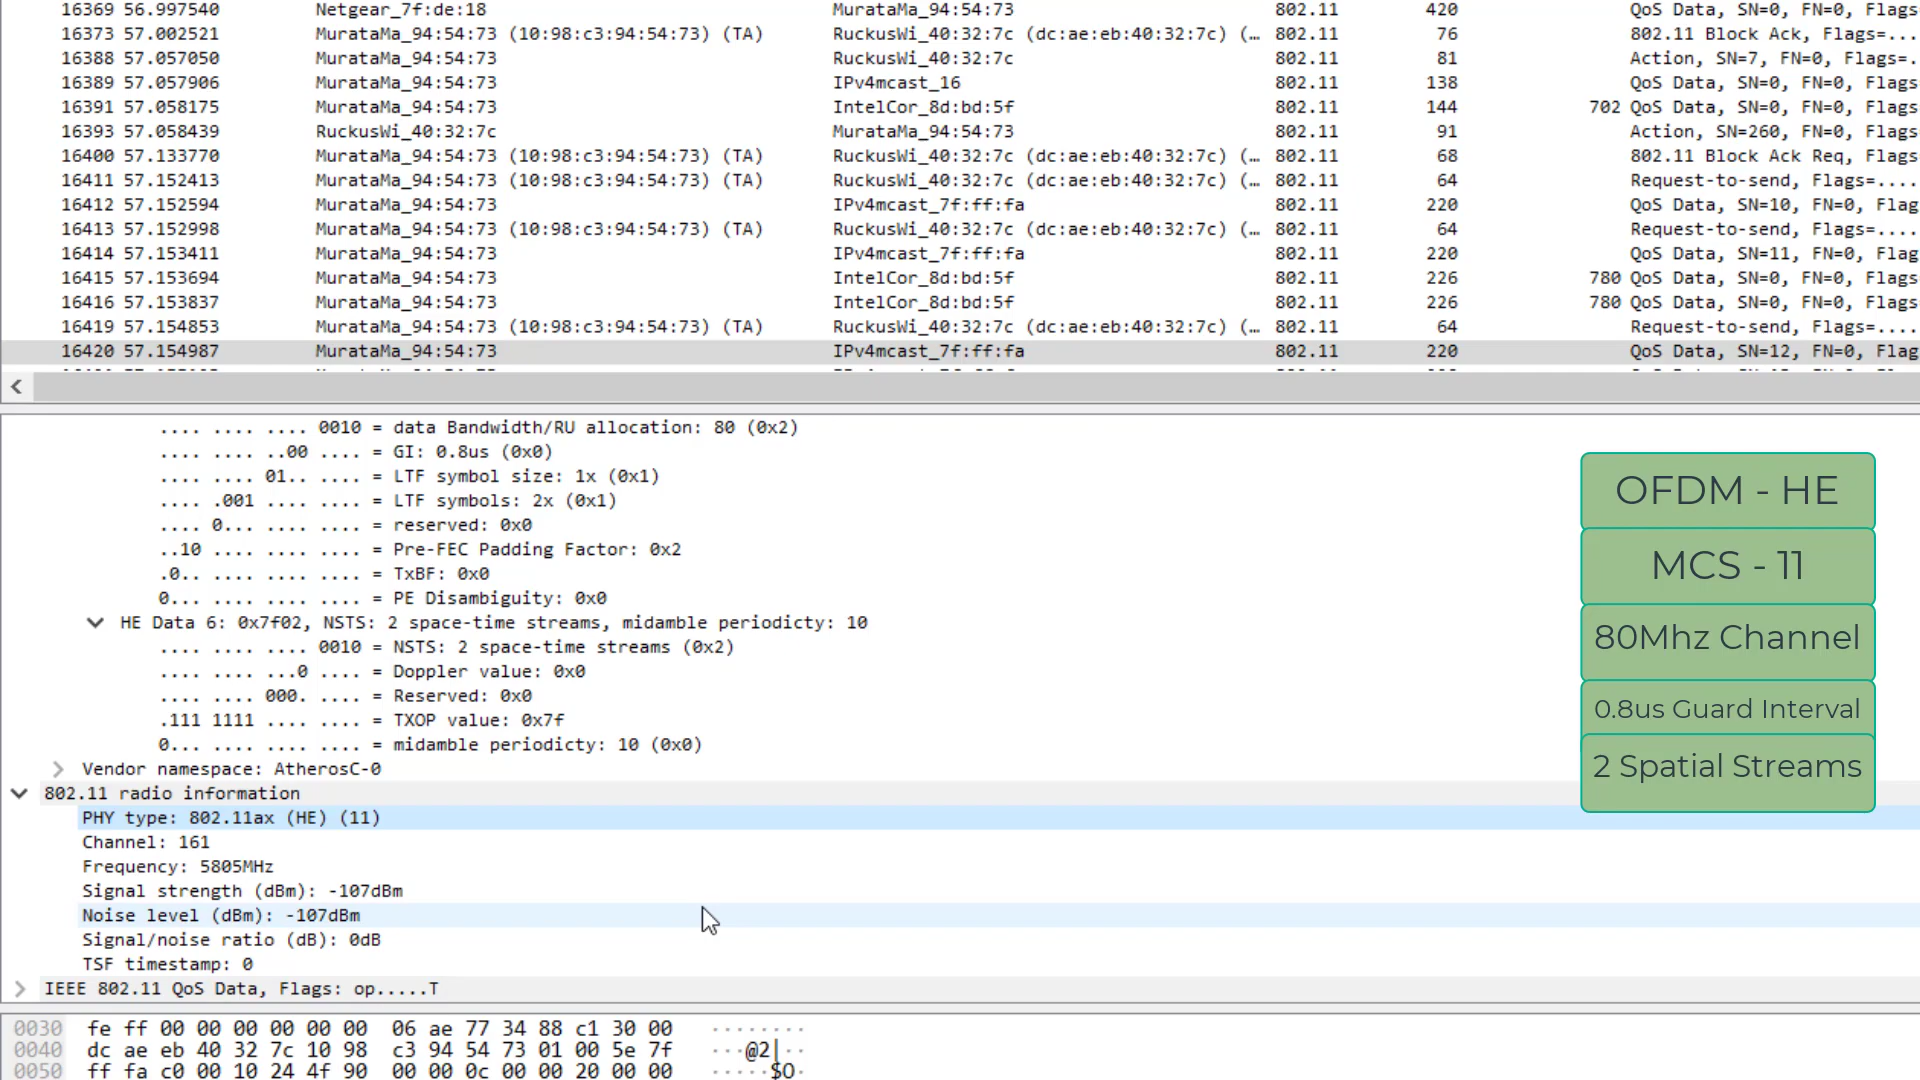 16369 56.997540 Netgear_7f:de:18 MurataMa_94:54:73 802.11 420 QoS Data, SN=0, FN=0, Flags
16373 57.002521 MurataMa_94:54:73 (10:98:c3:94:54:73) (TA) RuckusWi_40:32:7c (dc:ae:eb:40:32:7c) (… 802.11 76 802.11 Block Ack, Flags=...
16388 57.057050 MurataMa_94:54:73 RuckusWi_40:32:7c 802.11 81 Action, SN=7, FN=0, Flags=.
16389 57.057906 MurataMa_94:54:73 IPv4mcast_16 802.11 138 QoS Data, SN=0, FN=0, Flags
16391 57.058175 MurataMa_94:54:73 IntelCor_8d:bd:5f 802.11 144 702 QoS Data, SN=0, FN=0, Flags
16393 57.058439 RuckusWi_40:32:7c MurataMa_94:54:73 802.11 91 Action, SN=260, FN=0, Flags
16400 57.133770 MurataMa_94:54:73 (10:98:c3:94:54:73) (TA) RuckusWi_40:32:7c (dc:ae:eb:40:32:7c) (… 802.11 68 802.11 Block Ack Req, Flags
16411 57.152413 MurataMa_94:54:73 (10:98:c3:94:54:73) (TA) RuckusWi_40:32:7c (dc:ae:eb:40:32:7c) (… 802.11 64 Request-to-send, Flags=....
16412 57.152594 MurataMa_94:54:73 IPv4mcast_7f:ff:fa 802.11 220 QoS Data, SN=10, FN=0, Flag
16413 57.152998 MurataMa_94:54:73 (10:98:c3:94:54:73) (TA) RuckusWi_40:32:7c (dc:ae:eb:40:32:7c) (… 802.11 64 Request-to-send, Flags=....
16414 57.153411 MurataMa_94:54:73 IPv4mcast_7f:ff:fa 802.11 220 QoS Data, SN=11, FN=0, Flag
16415 57.153694 MurataMa_94:54:73 IntelCor_8d:bd:5f 802.11 226 780 QoS Data, SN=0, FN=0, Flags
16416 57.153837 MurataMa_94:54:73 IntelCor_8d:bd:5f 802.11 226 780 QoS Data, SN=0, FN=0, Flags
16419 57.154853 MurataMa_94:54:73 (10:98:c3:94:54:73) (TA) RuckusWi_40:32:7c (dc:ae:eb:40:32:7c) (… 802.11 64 Request-to-send, Flags=....
16420 57.154987 MurataMa_94:54:73 IPv4mcast_7f:ff:fa 802.11 220 QoS Data, SN=12, FN=0, Flag
.... .... .... 0010 = data Bandwidth/RU allocation: 80 (0x2)
.... .... ..00 .... = GI: 0.8us (0x0)
.... .... 01.. .... = LTF symbol size: 1x (0x1)
.... .001 .... .... = LTF symbols: 2x (0x1)
.... 0... .... .... = reserved: 0x0
..10 .... .... .... = Pre-FEC Padding Factor: 0x2
.0.. .... .... .... = TxBF: 0x0
0... .... .... .... = PE Disambiguity: 0x0
HE Data 6: 0x7f02, NSTS: 2 space-time streams, midamble periodicty: 10
.... .... .... 0010 = NSTS: 2 space-time streams (0x2)
.... .... ...0 .... = Doppler value: 0x0
.... .... 000. .... = Reserved: 0x0
.111 1111 .... .... = TXOP value: 0x7f
0... .... .... .... = midamble periodicty: 10 (0x0)
Vendor namespace: AtherosC-0
802.11 radio information
PHY type: 802.11ax (HE) (11)
Channel: 161
Frequency: 5805MHz
Signal strength (dBm): -107dBm
Noise level (dBm): -107dBm
Signal/noise ratio (dB): 0dB
TSF timestamp: 0
IEEE 802.11 QoS Data, Flags: op.....T
OFDM - HE
MCS - 11
80Mhz Channel
0.8us Guard Interval
2 Spatial Streams
0030 fe ff 00 00 00 00 00 00 06 ae 77 34 88 c1 30 00 ········
0040 dc ae eb 40 32 7c 10 98 c3 94 54 73 01 00 5e 7f ···@2|··
0050 ff fa c0 00 10 24 4f 90 00 00 0c 00 00 20 00 00 ·····$O·